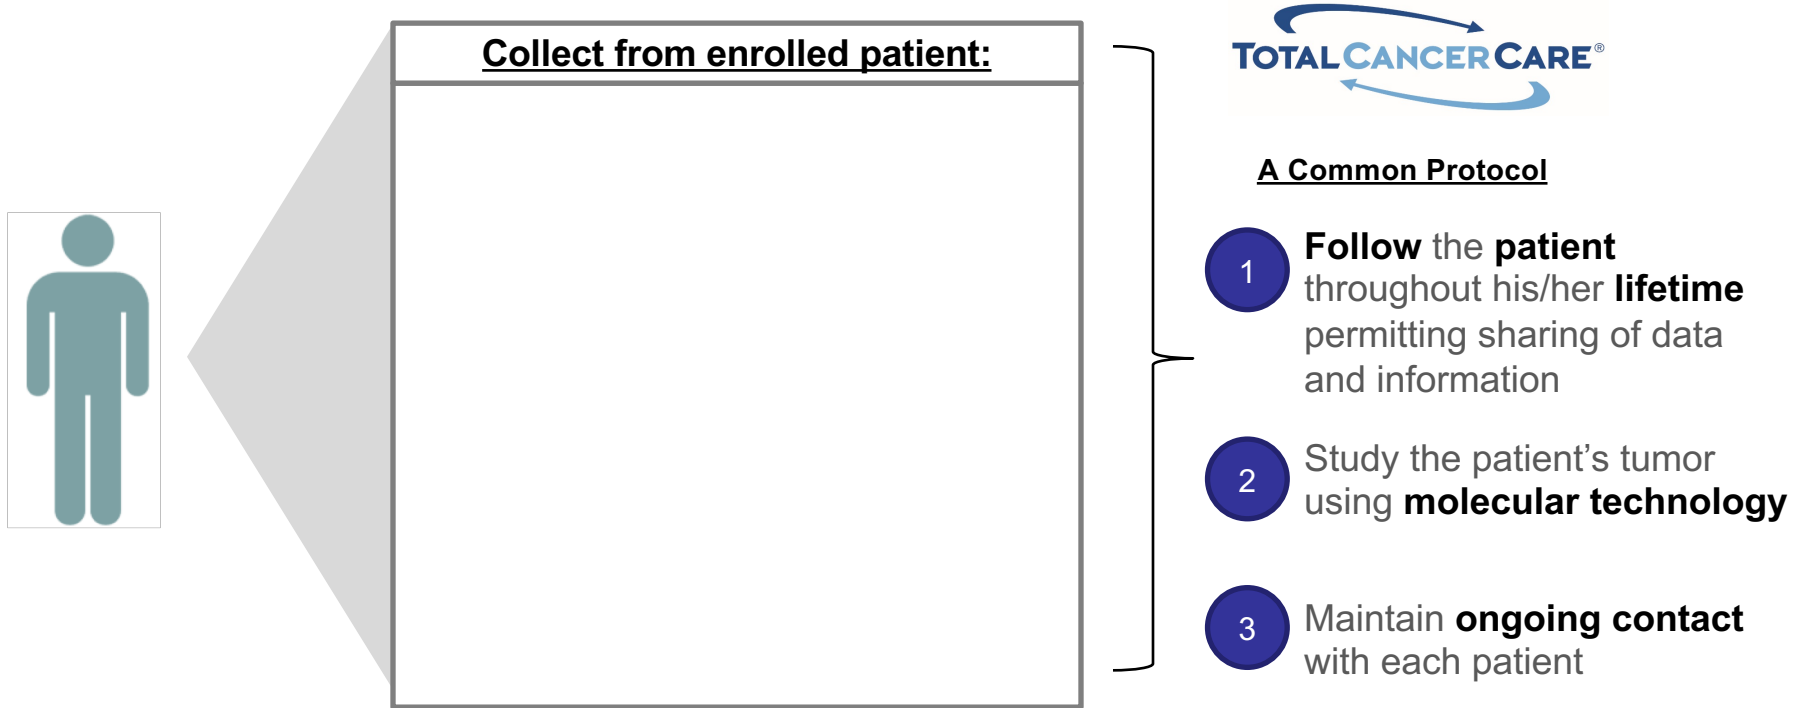 Collect from enrolled patient:
TOTAL CANCER CARE®
A Common Protocol
1
Follow the patient
throughout his/her lifetime
permitting sharing of data
and information
2
Study the patient’s tumor
using molecular technology
3
Maintain ongoing contact
with each patient